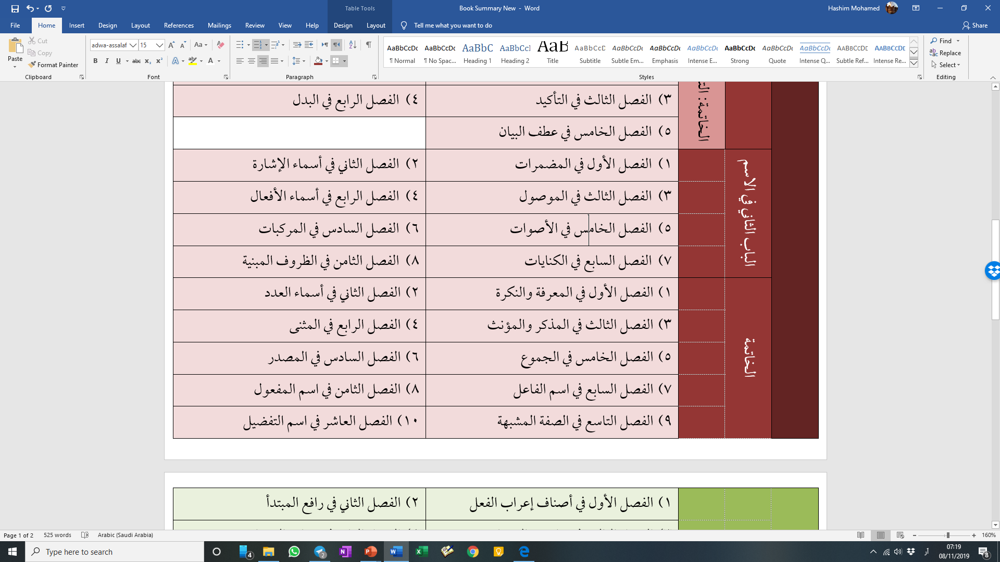 Table Tools
Book Summary New - Word
Hashim Mohamed
File Home Insert Design Layout References Mailings Review View Help Design Layout Tell me what you want to do Share
Paste
Cut
Copy
Format Painter
Clipboard
adwa-assalaf 15
Font
Paragraph
AaBbCcDc AaBbCcDc AaBbC AaBbCcI AaB AaBbCcD AaBbCcDc AaBbCcDc AaBbCcDc AaBbCcDc AaBbCcDc AaBbCcDc AABBCCDE AABBCCDE
¶ Normal ¶ No Spac... Heading 1 Heading 2 Title Subtitle Subtle Em... Emphasis Intense E... Strong Quote Intense Q... Subtle Ref... Intense Re...
Styles
Find
Replace
Select
Editing
الخاتمة:
٣) الفصل الثالث في التأكيد
٤) الفصل الرابع في البدل
٥) الفصل الخامس في عطف البيان
الباب الثاني في الاسم
١) الفصل الأول في المضمرات
٢) الفصل الثاني في أسماء الإشارة
٣) الفصل الثالث في الموصول
٤) الفصل الرابع في أسماء الأفعال
٥) الفصل الخامس في الأصوات
٦) الفصل السادس في المركبات
٧) الفصل السابع في الكنايات
٨) الفصل الثامن في الظروف المبنية
الخاتمة
١) الفصل الأول في المعرفة والنكرة
٢) الفصل الثاني في أسماء العدد
٣) الفصل الثالث في المذكر والمؤنث
٤) الفصل الرابع في المثنى
٥) الفصل الخامس في الجموع
٦) الفصل السادس في المصدر
٧) الفصل السابع في اسم الفاعل
٨) الفصل الثامن في اسم المفعول
٩) الفصل التاسع في الصفة المشبهة
١٠) الفصل العاشر في اسم التفضيل
١) الفصل الأول في أصناف إعراب الفعل
٢) الفصل الثاني في رافع المبتدأ
Page 1 of 2 525 words Arabic (Saudi Arabia) 160%
Type here to search
4
2
07:19
08/11/2019
8